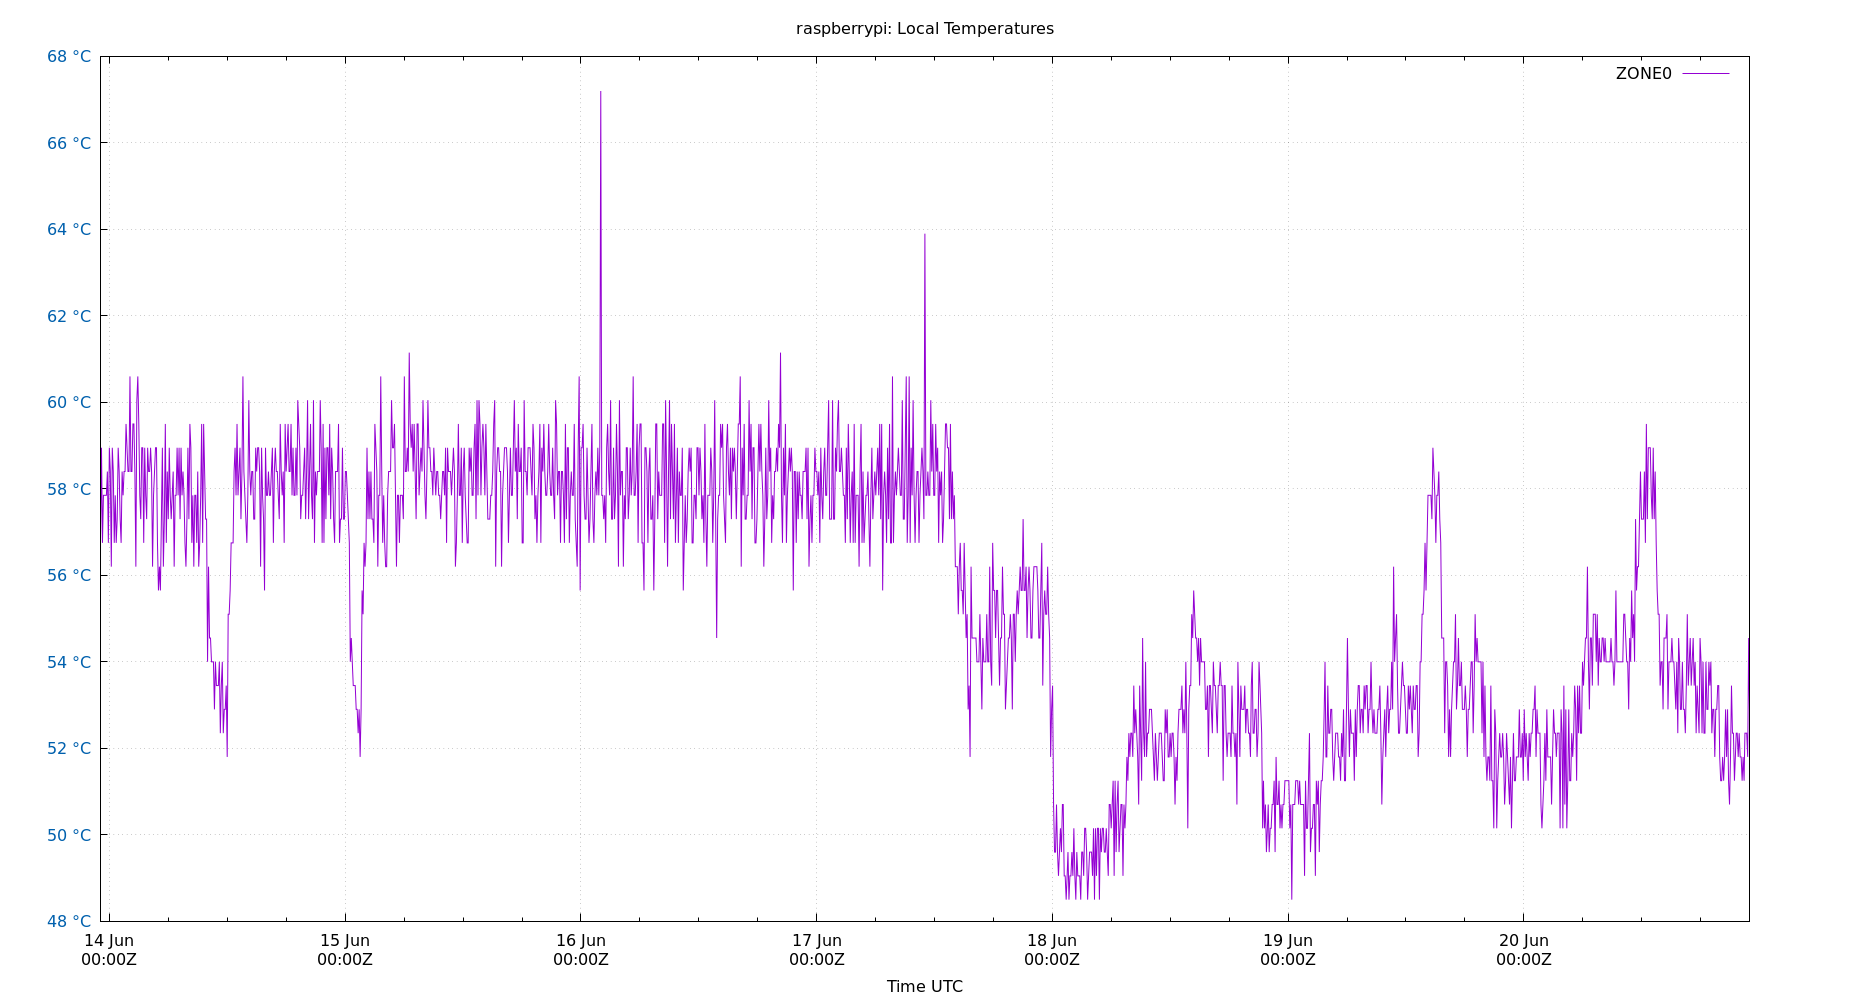 raspberrypi: Local Temperatures
ZONE0
68 °C
66 °C
64 °C
62 °C
60 °C
58 °C
56 °C
54 °C
52 °C
50 °C
48 °C
14 Jun 15 Jun 16 Jun 17 Jun 18 Jun 19 Jun 20 Jun
00:00Z 00:00Z 00:00Z 00:00Z 00:00Z 00:00Z 00:00Z
Time UTC